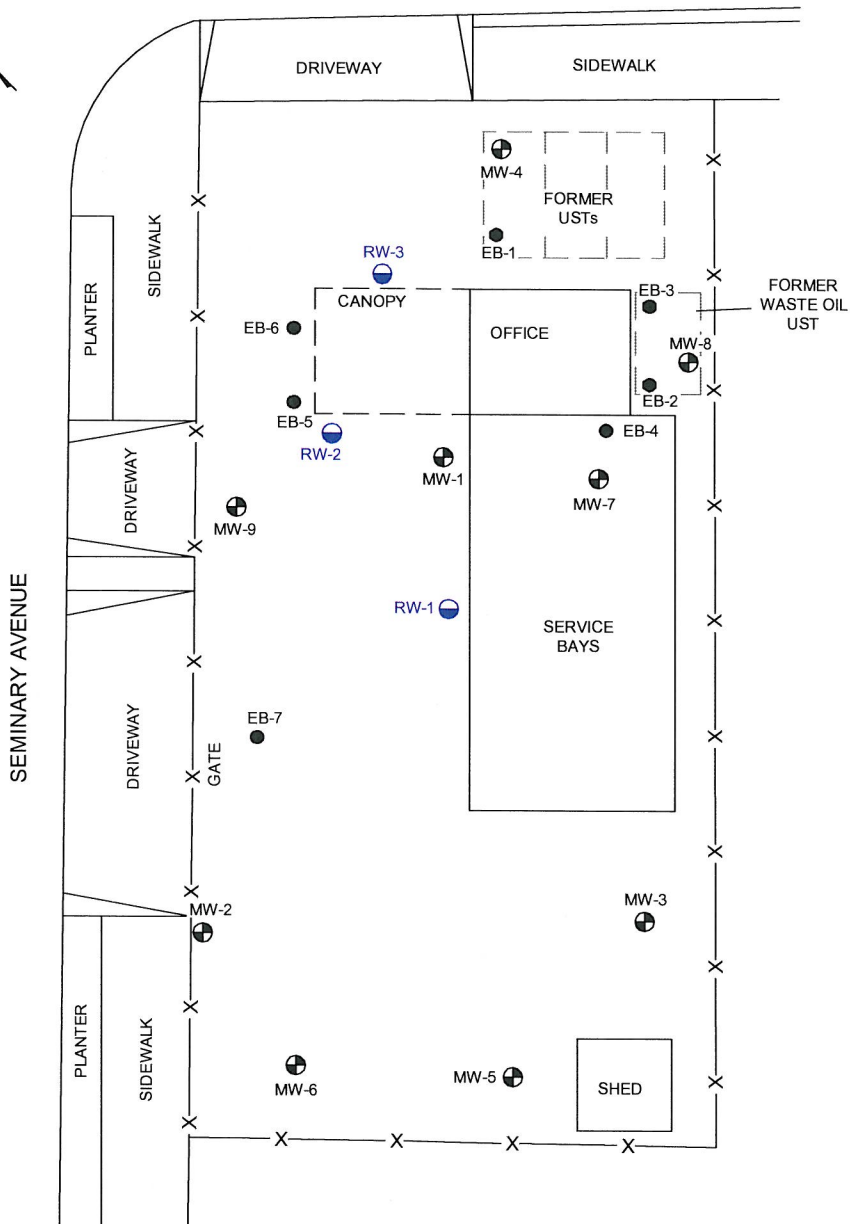 DRIVEWAY
SIDEWALK
MW-4
FORMER
USTs
EB-1
SIDEWALK
PLANTER
RW-3
CANOPY
EB-6
EB-5
OFFICE
EB-3
FORMER
WASTE OIL
UST
MW-8
EB-2
RW-2
MW-1
EB-4
MW-7
DRIVEWAY
MW-9
RW-1
SERVICE
BAYS
SEMINARY AVENUE
EB-7
DRIVEWAY
GATE
MW-2
MW-3
PLANTER
SIDEWALK
MW-6
MW-5
SHED